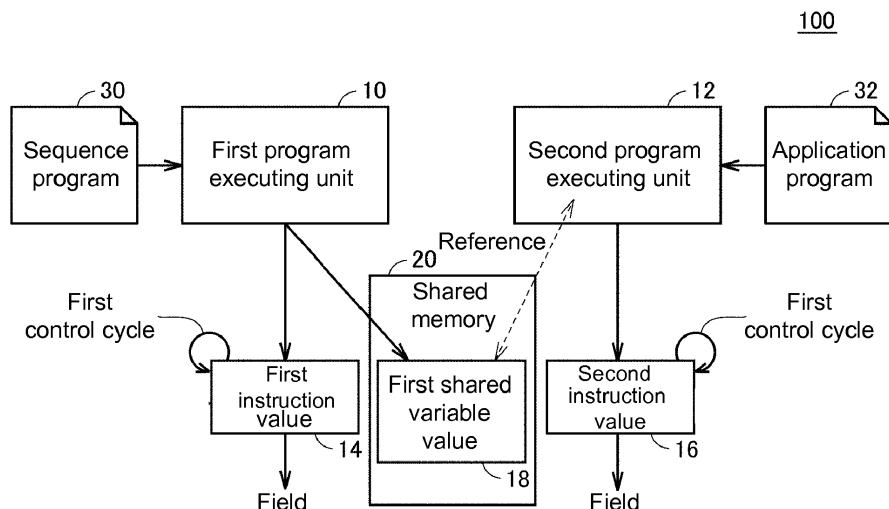 100
30
10
12
32
Sequence
program
First program
executing unit
Second program
executing unit
Application
program
Reference
20
Shared
memory
First
control cycle
First
control cycle
First
instruction
value
First shared
variable
value
Second
instruction
value
14
18
16
Field
Field